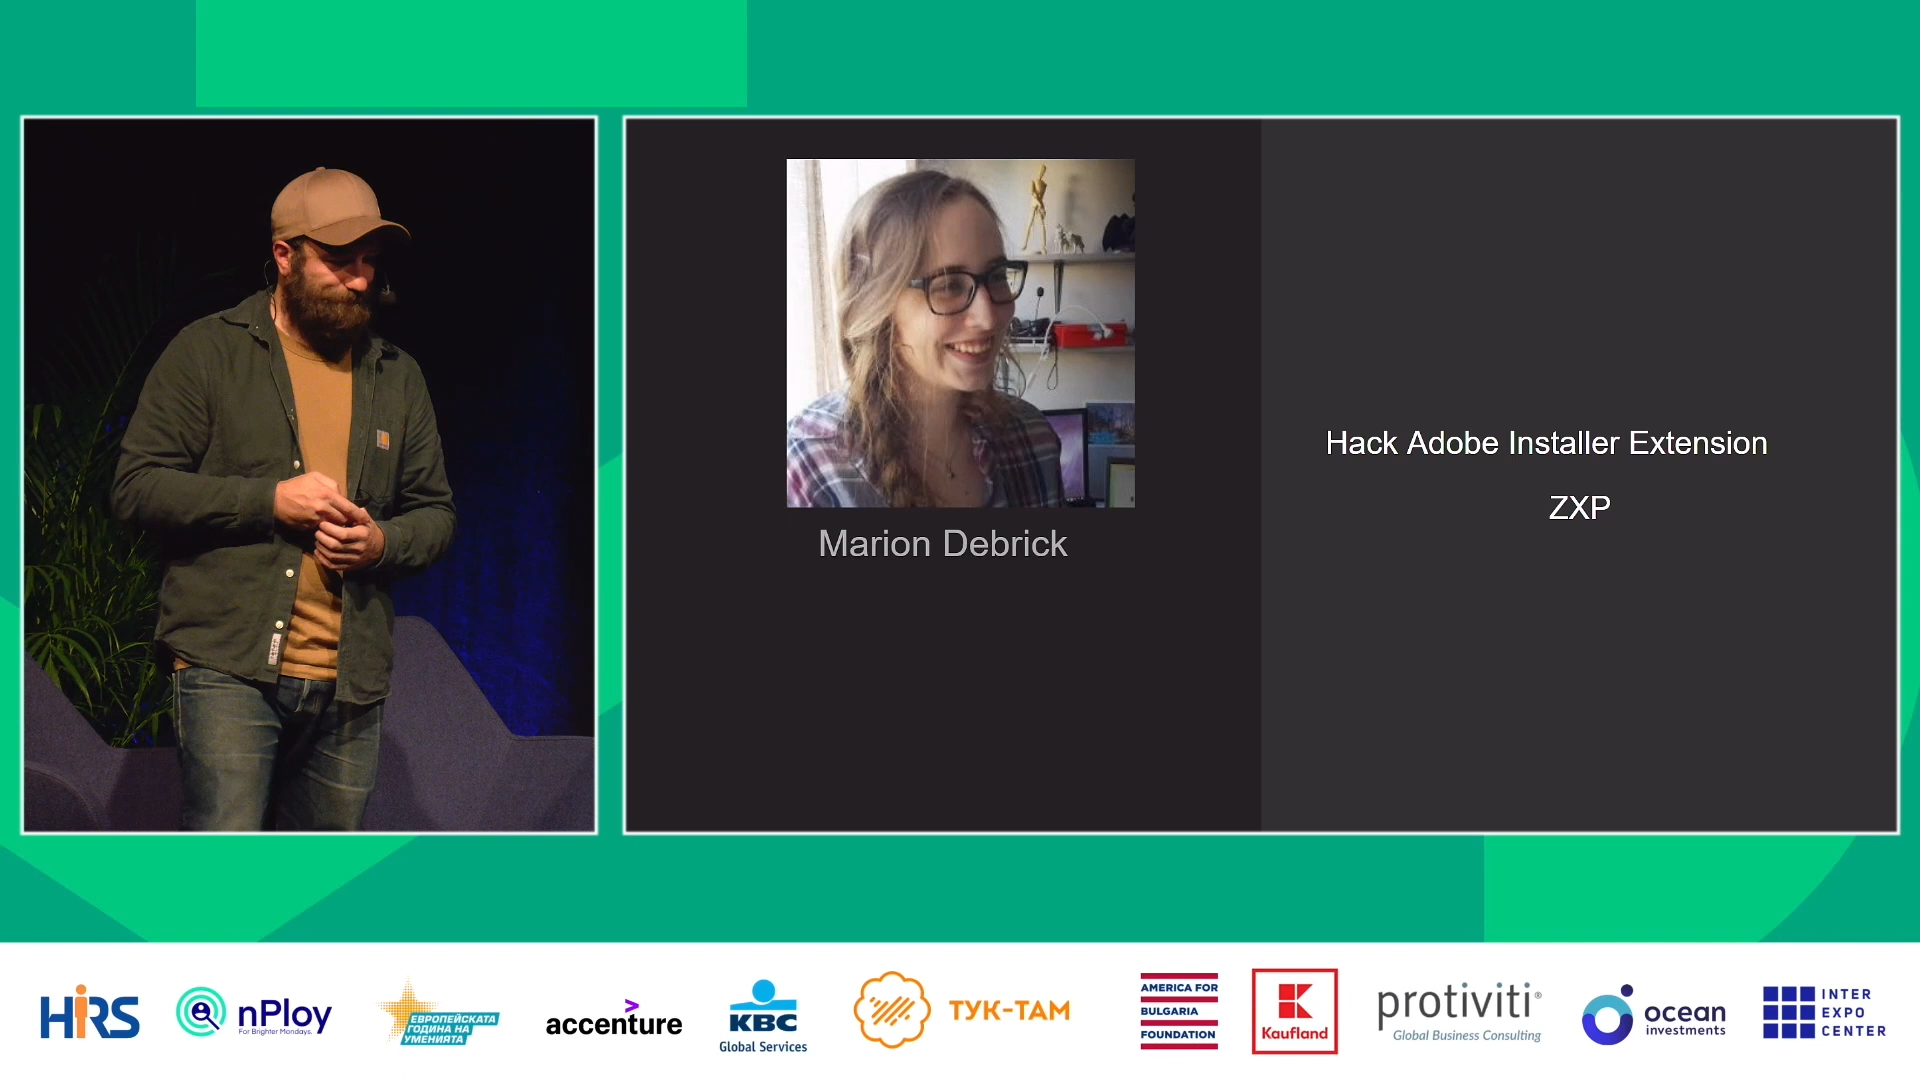 Marion Debrick
Hack Adobe Installer Extension
ZXP
HRS
nPloy
For Brighter Mondays.
ЕВРОПЕЙСКАТА
ГОДИНА НА
УМЕНИЯТА
accenture
KBC
Global Services
ТУК-ТАМ
AMERICA FOR
BULGARIA
FOUNDATION
K
Kaufland
protiviti®
Global Business Consulting
ocean
investments
INTER
EXPO
CENTER